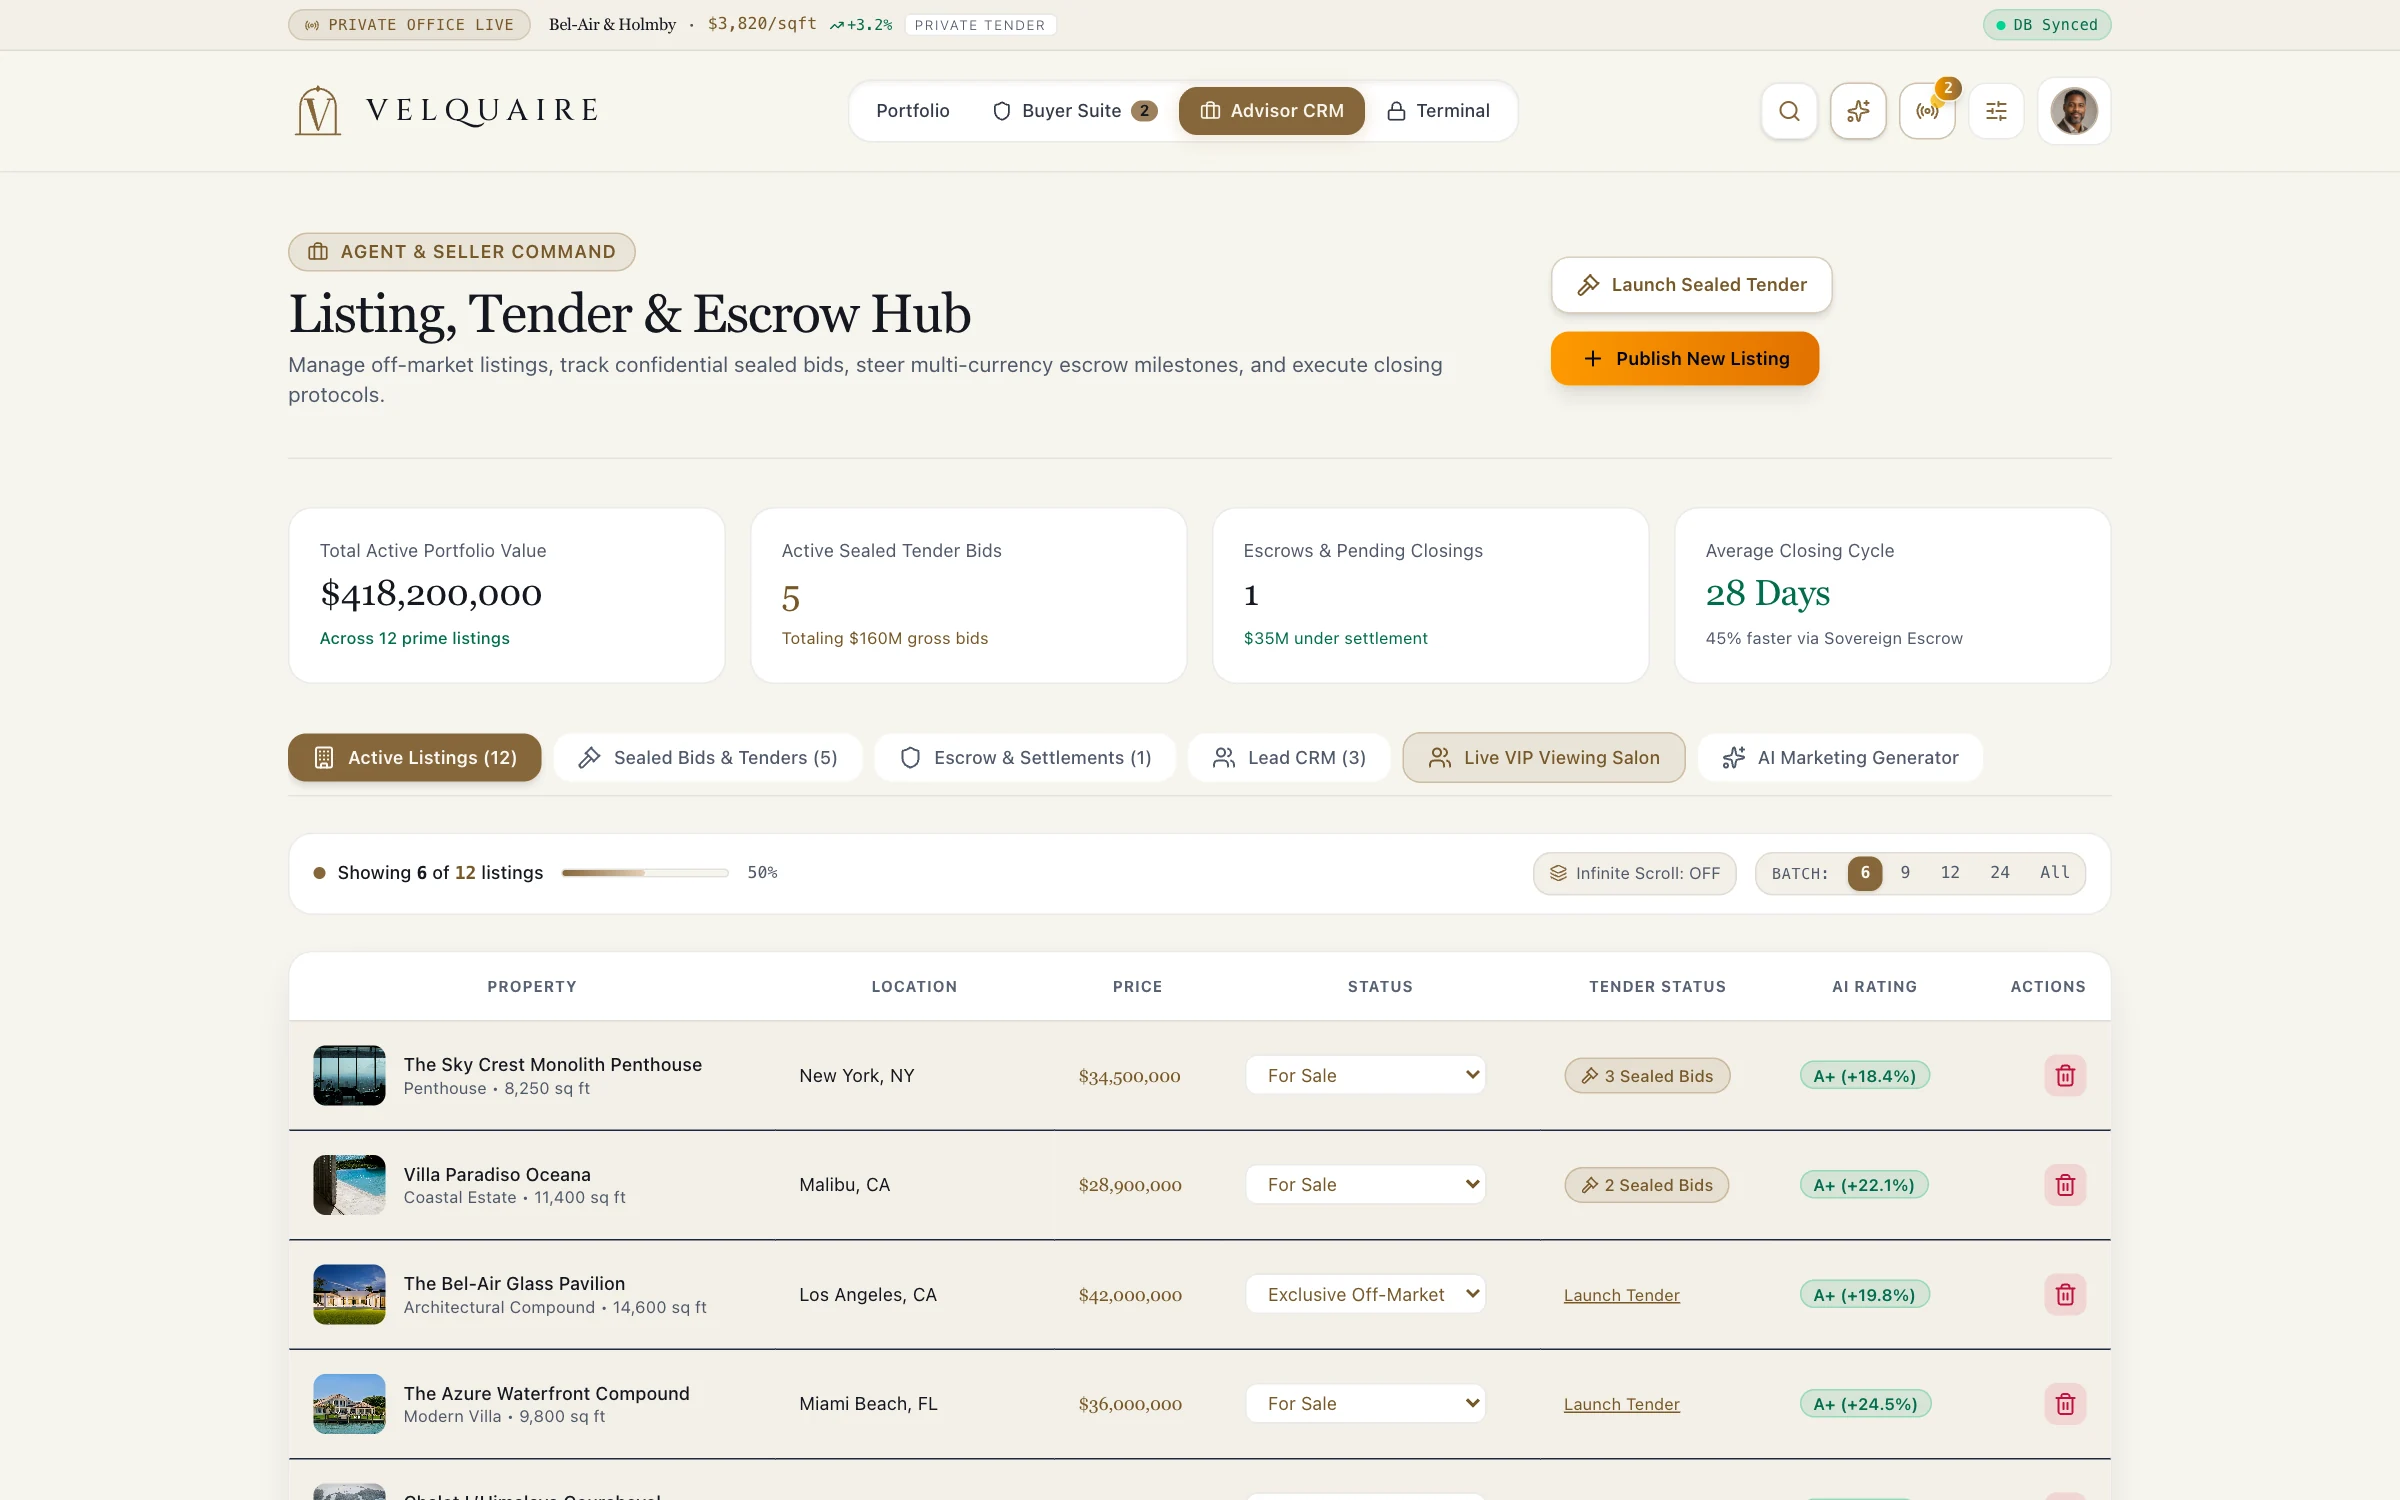 PRIVATE OFFICE LIVE Bel-Air & Holmby · $3,820/sqft +3.2% PRIVATE TENDER DB Synced
VELQUAIRE
Portfolio Buyer Suite 2 Advisor CRM Terminal 2
AGENT & SELLER COMMAND
Listing, Tender & Escrow Hub
Manage off-market listings, track confidential sealed bids, steer multi-currency escrow milestones, and execute closing
protocols.
Launch Sealed Tender
Publish New Listing
Total Active Portfolio Value
$418,200,000
Across 12 prime listings
Active Sealed Tender Bids
5
Totaling $160M gross bids
Escrows & Pending Closings
1
$35M under settlement
Average Closing Cycle
28 Days
45% faster via Sovereign Escrow
Active Listings (12) Sealed Bids & Tenders (5) Escrow & Settlements (1) Lead CRM (3) Live VIP Viewing Salon AI Marketing Generator
Showing 6 of 12 listings 50% Infinite Scroll: OFF BATCH: 6 9 12 24 All
PROPERTY LOCATION PRICE STATUS TENDER STATUS AI RATING ACTIONS
The Sky Crest Monolith Penthouse
Penthouse • 8,250 sq ft
New York, NY $34,500,000 For Sale 3 Sealed Bids A+ (+18.4%)
Villa Paradiso Oceana
Coastal Estate • 11,400 sq ft
Malibu, CA $28,900,000 For Sale 2 Sealed Bids A+ (+22.1%)
The Bel-Air Glass Pavilion
Architectural Compound • 14,600 sq ft
Los Angeles, CA $42,000,000 Exclusive Off-Market Launch Tender A+ (+19.8%)
The Azure Waterfront Compound
Modern Villa • 9,800 sq ft
Miami Beach, FL $36,000,000 For Sale Launch Tender A+ (+24.5%)